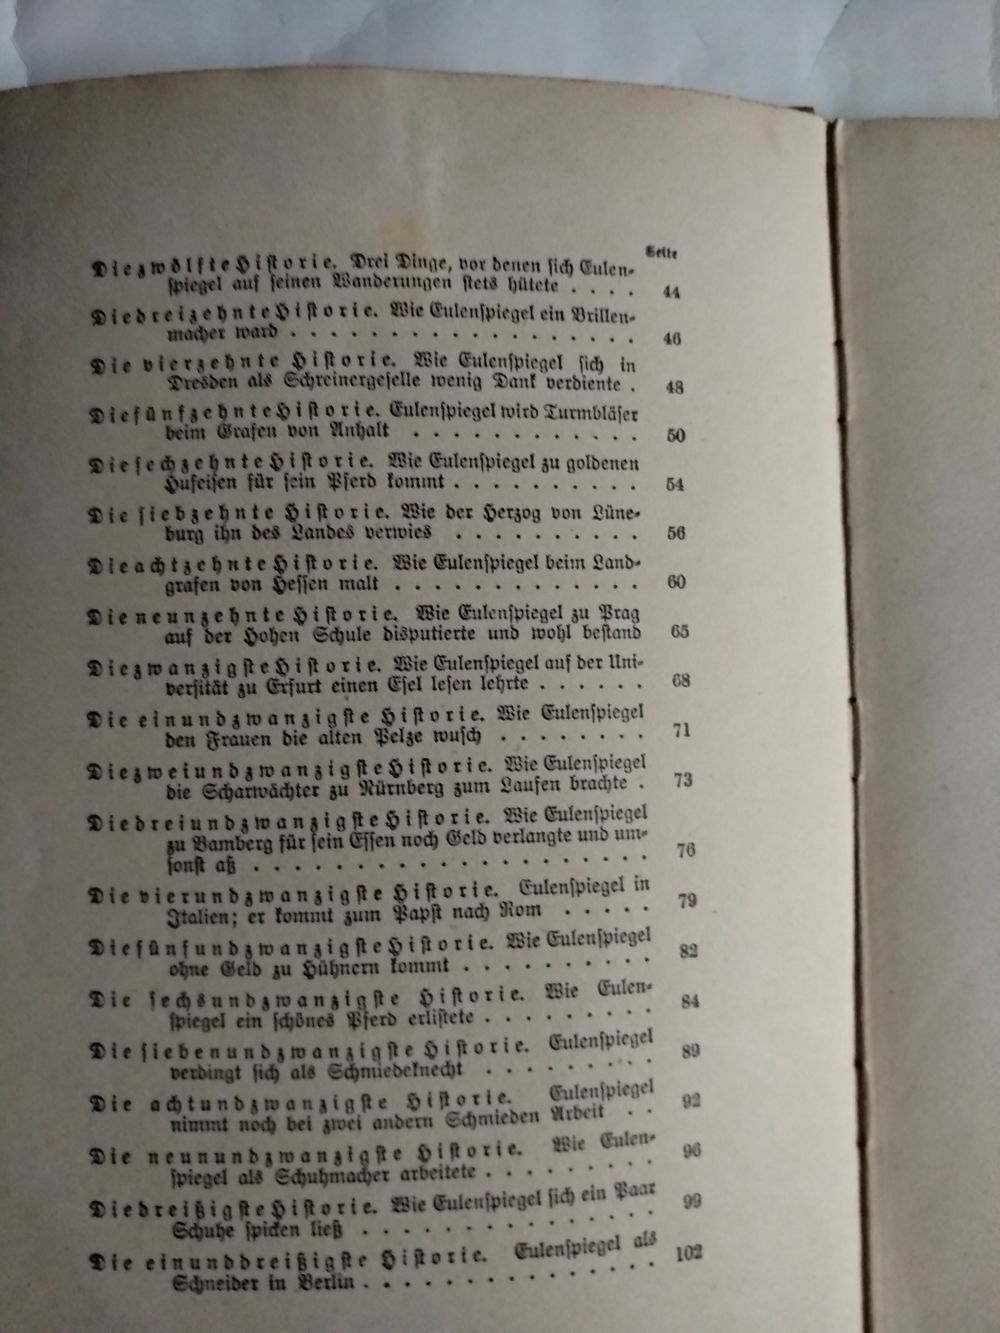 Seite
Die zwölfte Historie. Drei Dinge, vor denen sich Eulen-
spiegel auf seinen Wanderungen stets hütete . . . . 44
Die dreizehnte Historie. Wie Eulenspiegel ein Brillen-
macher ward . . . . . . . . . . . . . . . . 46
Die vierzehnte Historie. Wie Eulenspiegel sich in
Dresden als Schreinergeselle wenig Dank verdiente . 48
Die fünfzehnte Historie. Eulenspiegel wird Turmbläser
beim Grafen von Anhalt . . . . . . . . . . . 50
Die sechzehnte Historie. Wie Eulenspiegel zu goldenen
Hufeisen für sein Pferd kommt . . . . . . . . . 54
Die siebzehnte Historie. Wie der Herzog von Lüne-
burg ihn des Landes verwies . . . . . . . . . 56
Die achtzehnte Historie. Wie Eulenspiegel beim Land-
grafen von Hessen malt . . . . . . . . . . . . 60
Die neunzehnte Historie. Wie Eulenspiegel zu Prag
auf der Hohen Schule disputierte und wohl bestand 65
Die zwanzigste Historie. Wie Eulenspiegel auf der Uni-
versität zu Erfurt einen Esel lesen lehrte . . . . . . 68
Die einundzwanzigste Historie. Wie Eulenspiegel
den Frauen die alten Pelze wusch . . . . . . . . 71
Die zweiundzwanzigste Historie. Wie Eulenspiegel
die Scharwächter zu Nürnberg zum Laufen brachte . 73
Die dreiundzwanzigste Historie. Wie Eulenspiegel
zu Bamberg für sein Essen noch Geld verlangte und um-
sonst aß . . . . . . . . . . . . . . . . . . . 76
Die vierundzwanzigste Historie. Eulenspiegel in
Italien; er kommt zum Papst nach Rom . . . . . 79
Die fünfundzwanzigste Historie. Wie Eulenspiegel
ohne Geld zu Hühnern kommt . . . . . . . . . 82
Die sechsundzwanzigste Historie. Wie Eulen-
spiegel ein schönes Pferd erlistete . . . . . . . . 84
Die siebenundzwanzigste Historie. Eulenspiegel
verdingt sich als Schmiedeknecht . . . . . . . . 89
Die achtundzwanzigste Historie. Eulenspiegel
nimmt noch bei zwei andern Schmieden Arbeit . . 92
Die neunundzwanzigste Historie. Wie Eulen-
spiegel als Schuhmacher arbeitete . . . . . . . . 96
Die dreißigste Historie. Wie Eulenspiegel sich ein Paar
Schuhe spicken ließ . . . . . . . . . . . . . . 99
Die einunddreißigste Historie. Eulenspiegel als
Schneider in Berlin . . . . . . . . . . . . . . 102